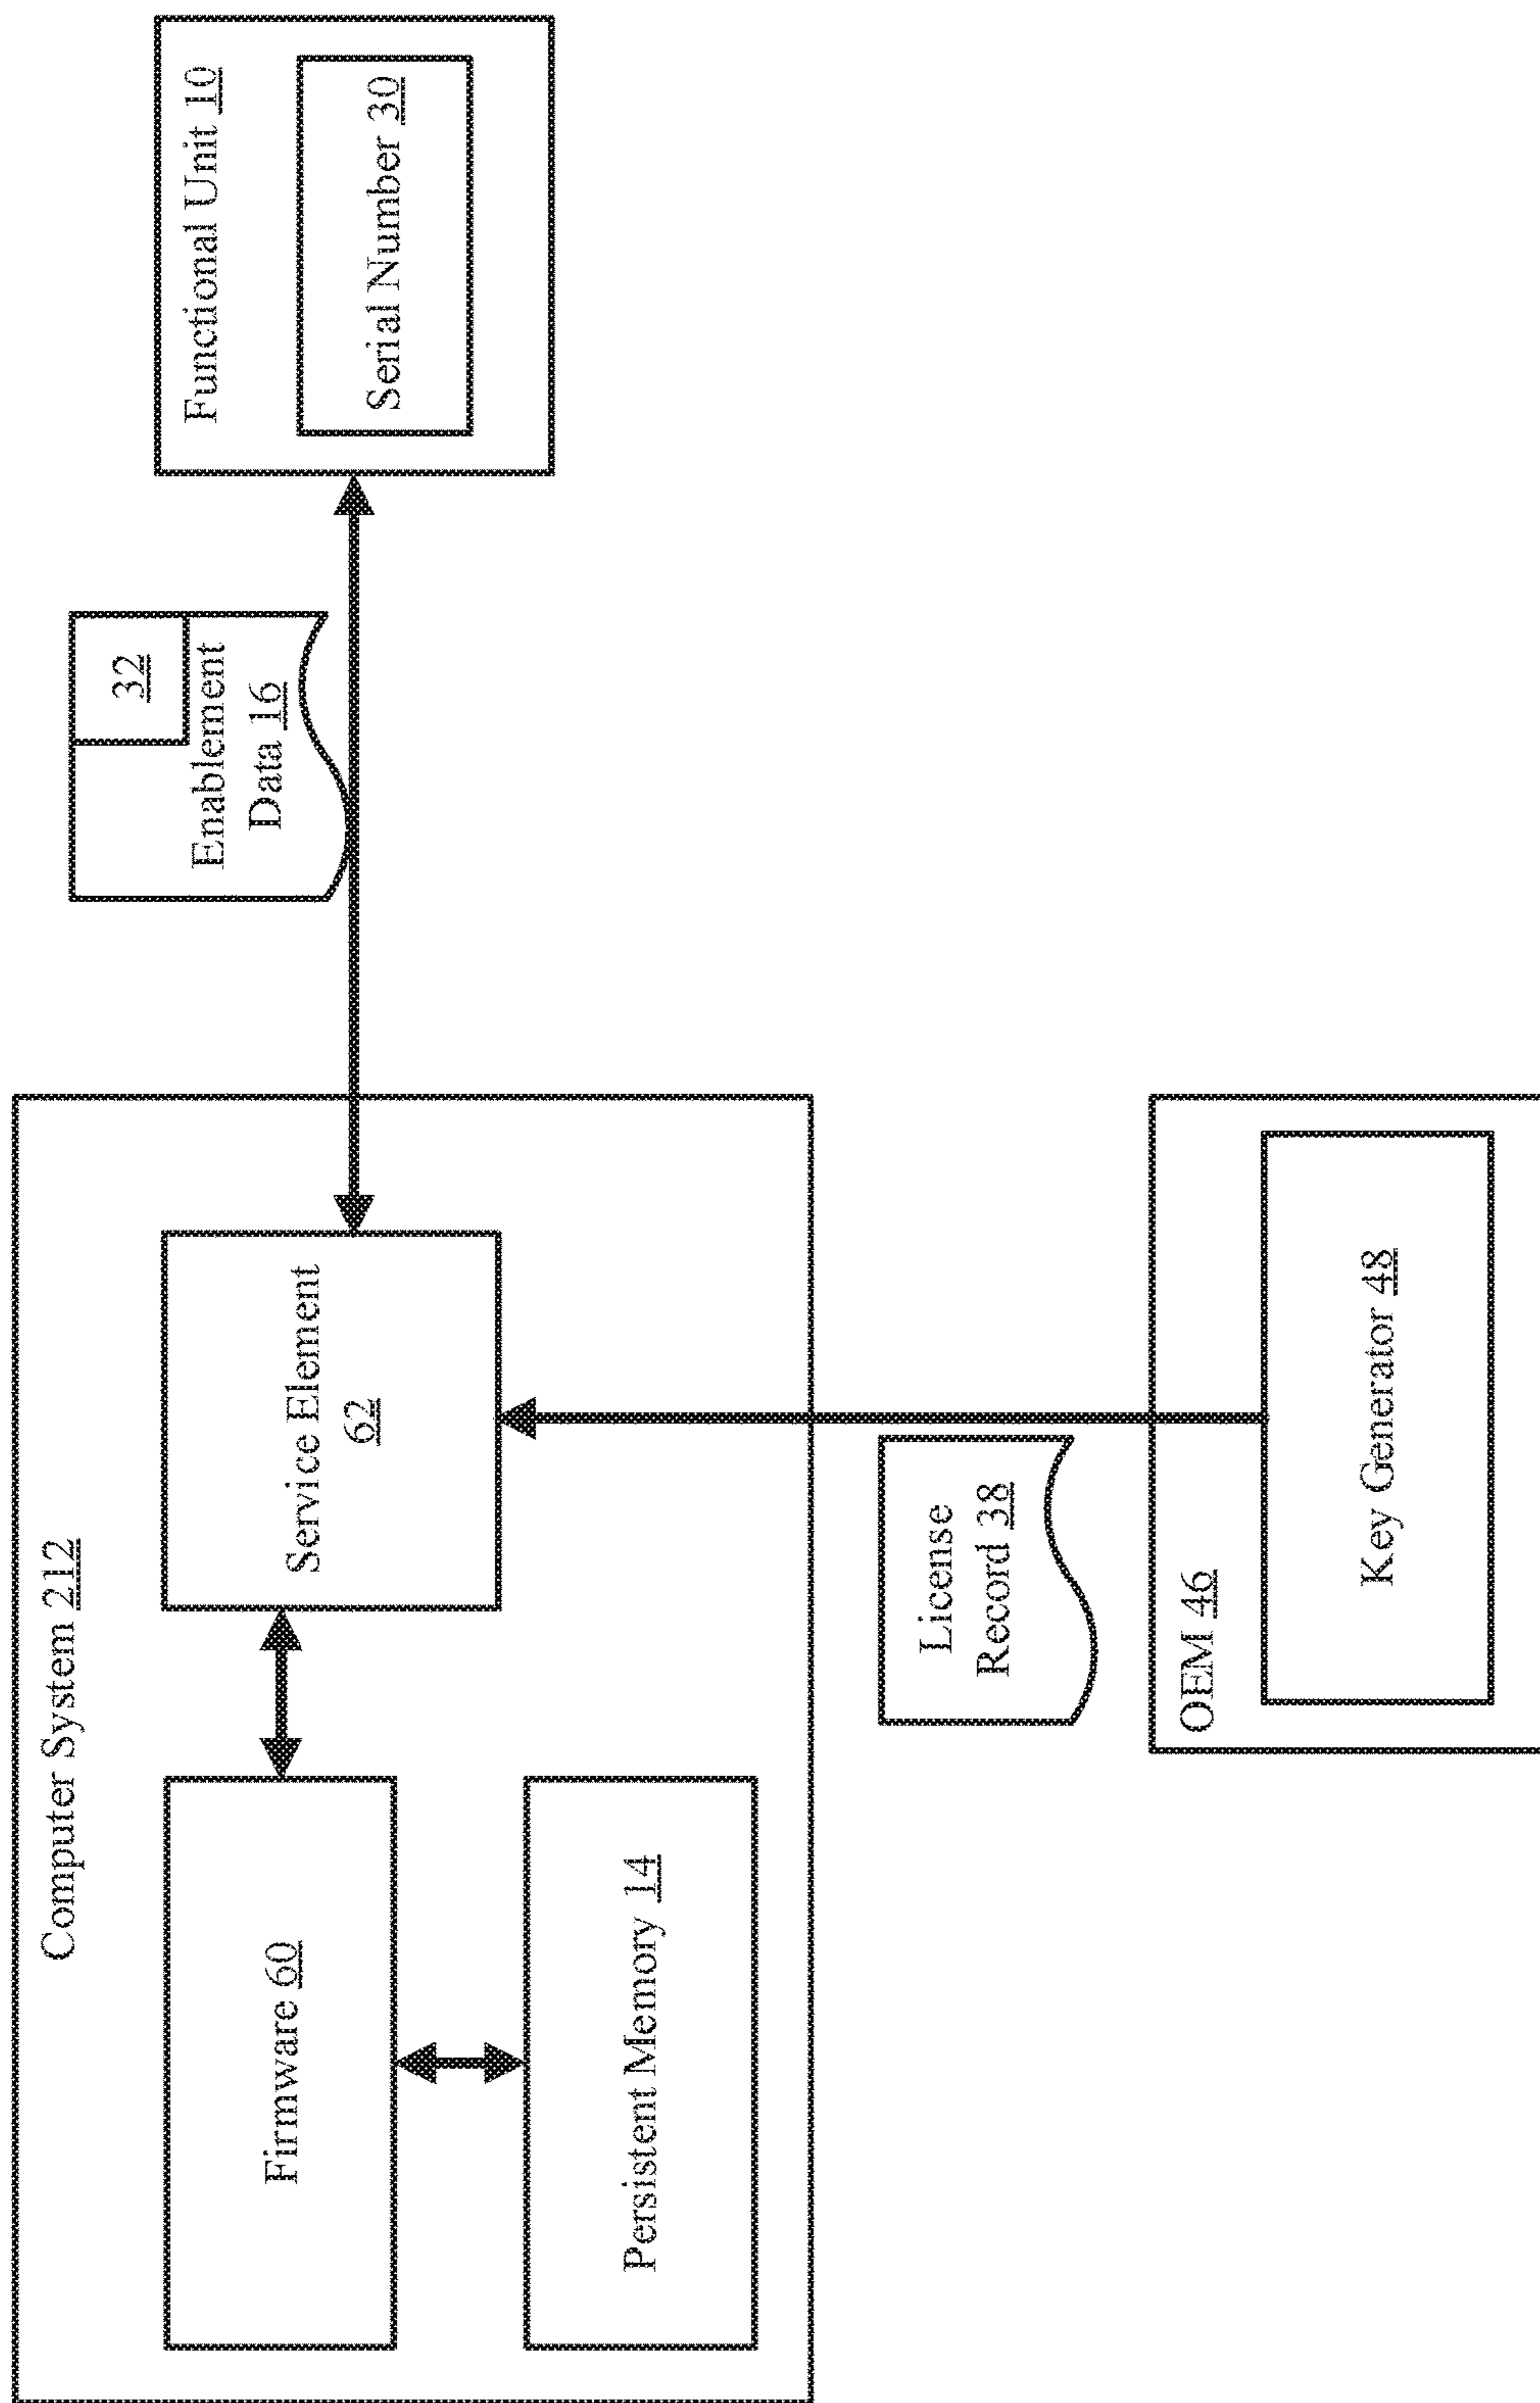 Computer System 212
Firmware 60
Service Element
62
Persistent Memory 14
32
Enablement
Data 16
Functional Unit 10
Serial Number 30
License
Record 38
OEM 46
Key Generator 48